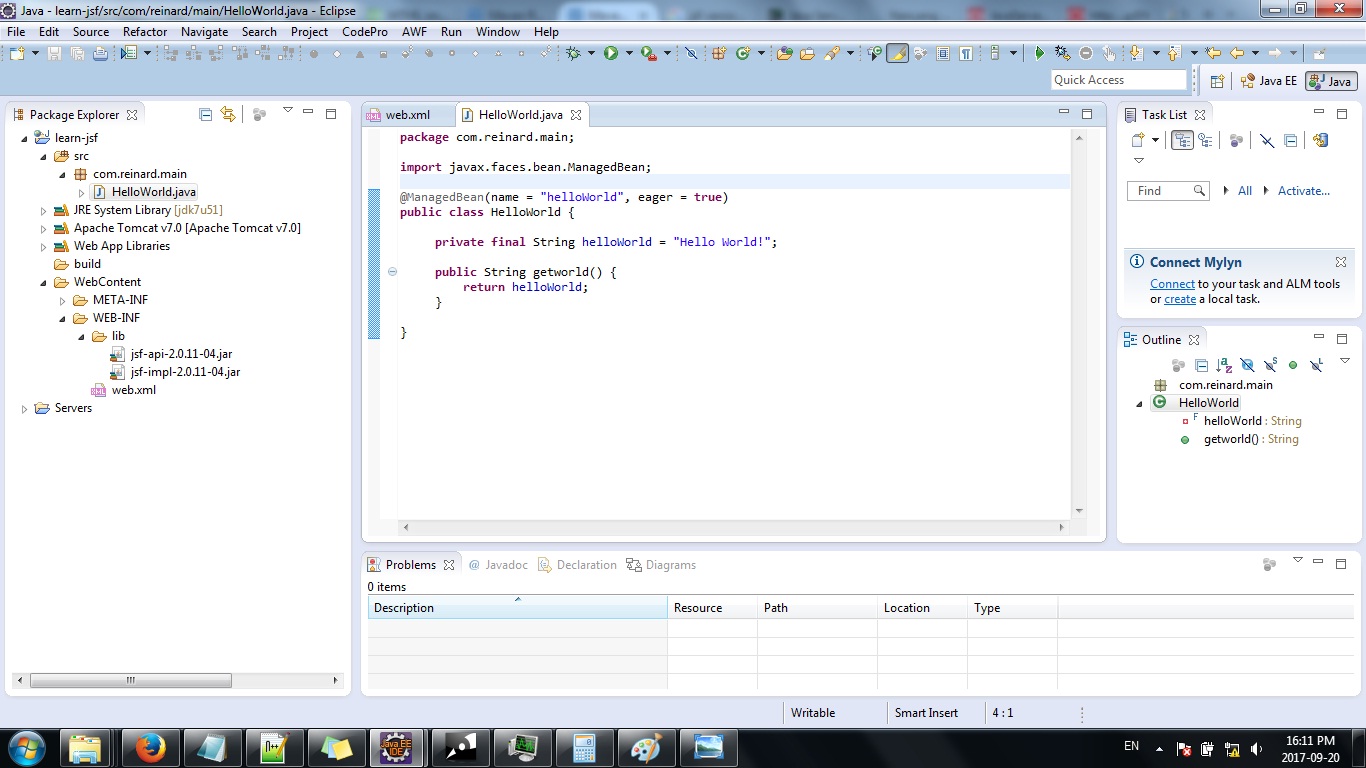 Java - learn-jsf/src/com/reinard/main/HelloWorld.java - Eclipse
File Edit Source Refactor Navigate Search Project CodePro AWF Run Window Help
Quick Access
Java EE
Java
Package Explorer
learn-jsf
src
com.reinard.main
HelloWorld.java
JRE System Library [jdk7u51]
Apache Tomcat v7.0 [Apache Tomcat v7.0]
Web App Libraries
build
WebContent
META-INF
WEB-INF
lib
jsf-api-2.0.11-04.jar
jsf-impl-2.0.11-04.jar
web.xml
Servers
web.xml
HelloWorld.java
package com.reinard.main;
import javax.faces.bean.ManagedBean;
@ManagedBean(name = "helloWorld", eager = true)
public class HelloWorld {
private final String helloWorld = "Hello World!";
public String getworld() {
return helloWorld;
}
}
Task List
Find
All
Activate...
Connect Mylyn
Connect to your task and ALM tools
or create a local task.
Outline
com.reinard.main
HelloWorld
helloWorld : String
getworld() : String
Problems @ Javadoc Declaration Diagrams
0 items
Description Resource Path Location Type
Writable Smart Insert 4 : 1
Java EE
IDE
EN
16:11 PM
2017-09-20